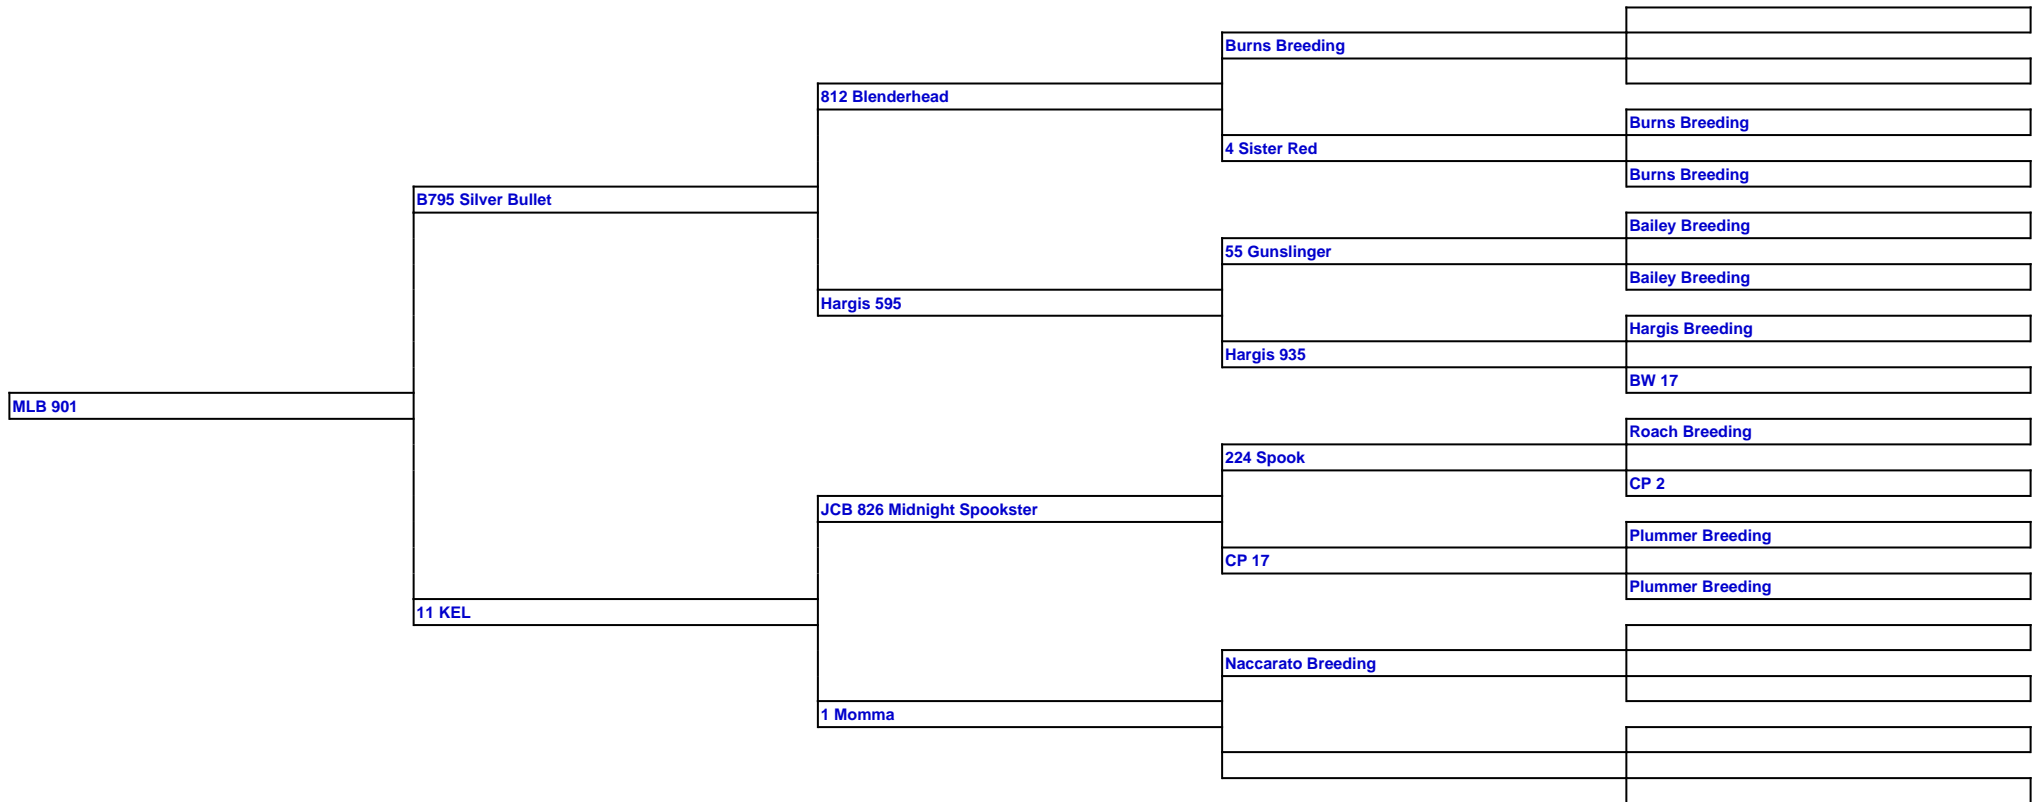 Burns Breeding
812 Blenderhead
Burns Breeding
4 Sister Red
Burns Breeding
B795 Silver Bullet
Bailey Breeding
55 Gunslinger
Bailey Breeding
Hargis 595
Hargis Breeding
Hargis 935
BW 17
MLB 901
Roach Breeding
224 Spook
CP 2
JCB 826 Midnight Spookster
Plummer Breeding
CP 17
Plummer Breeding
11 KEL
Naccarato Breeding
1 Momma